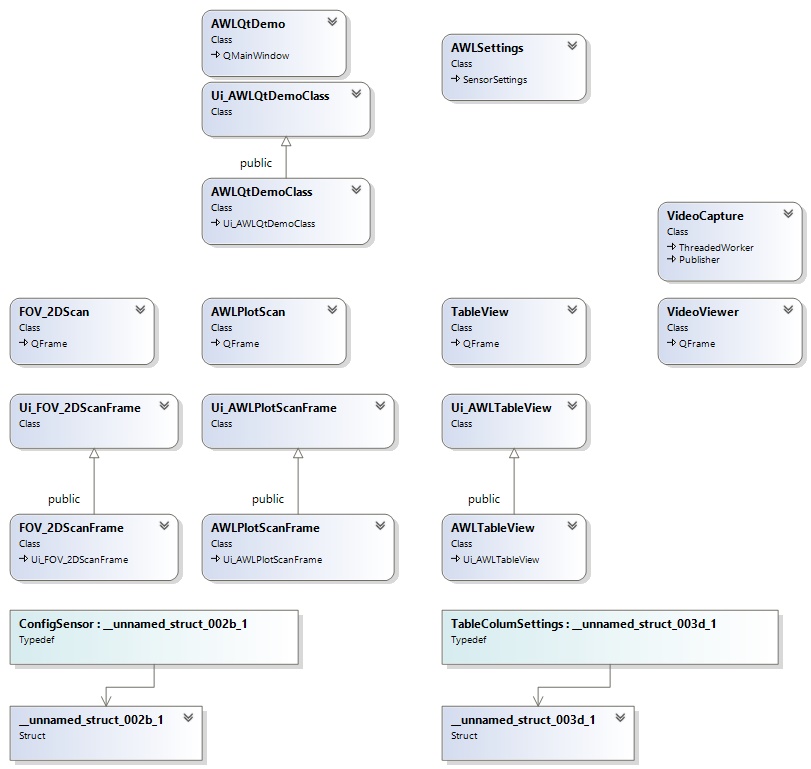 AWLQtDemo
Class
QMainWindow
AWLSettings
Class
SensorSettings
Ui_AWLQtDemoClass
Class
public
AWLQtDemoClass
Class
Ui_AWLQtDemoClass
VideoCapture
Class
ThreadedWorker
Publisher
FOV_2DScan
Class
QFrame
AWLPlotScan
Class
QFrame
TableView
Class
QFrame
VideoViewer
Class
QFrame
Ui_FOV_2DScanFrame
Class
Ui_AWLPlotScanFrame
Class
Ui_AWLTableView
Class
public
public
public
FOV_2DScanFrame
Class
Ui_FOV_2DScanFrame
AWLPlotScanFrame
Class
Ui_AWLPlotScanFrame
AWLTableView
Class
Ui_AWLTableView
ConfigSensor : __unnamed_struct_002b_1
Typedef
TableColumSettings : __unnamed_struct_003d_1
Typedef
__unnamed_struct_002b_1
Struct
__unnamed_struct_003d_1
Struct